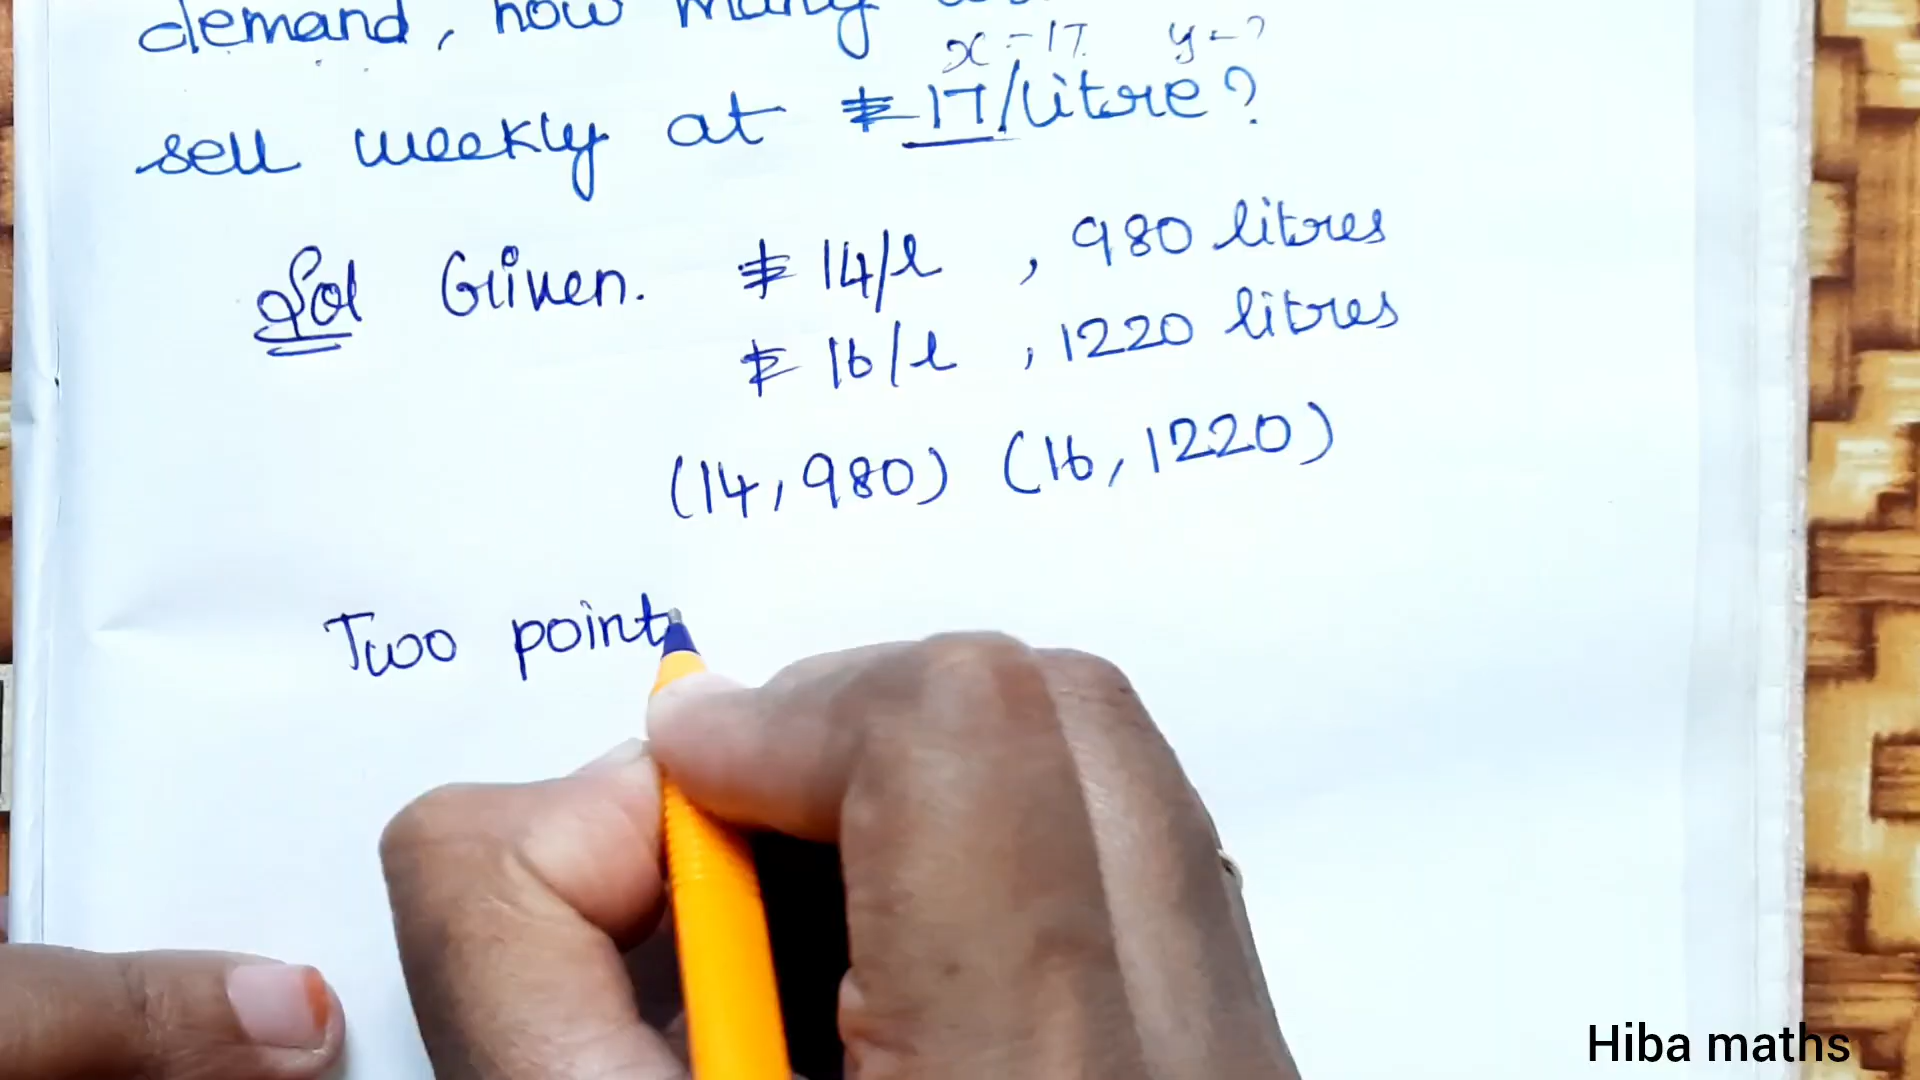 demand, how many
x = 17 y = ?
sell weekly at ₹ 17/litre?
Sol Given. ₹ 14/l , 980 litres
₹ 16/l , 1220 litres
(14, 980) (16, 1220)
Two point
Hiba maths